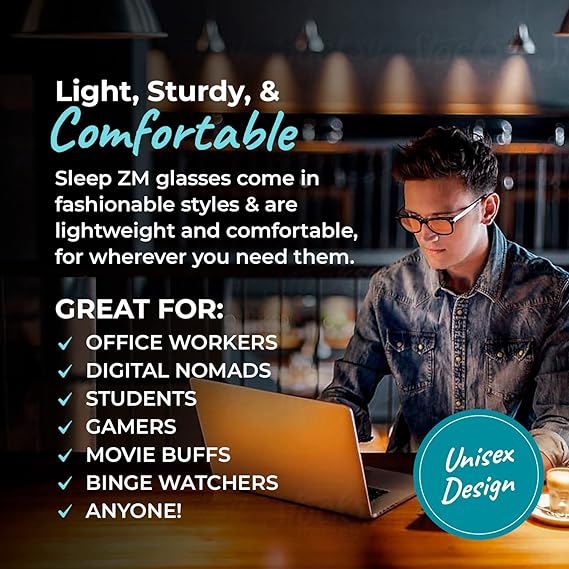 Light, Sturdy, &
Comfortable
Sleep ZM glasses come in
fashionable styles & are
lightweight and comfortable,
for wherever you need them.
GREAT FOR:
✓ OFFICE WORKERS
✓ DIGITAL NOMADS
✓ STUDENTS
✓ GAMERS
✓ MOVIE BUFFS
✓ BINGE WATCHERS
✓ ANYONE!
Unisex
Design